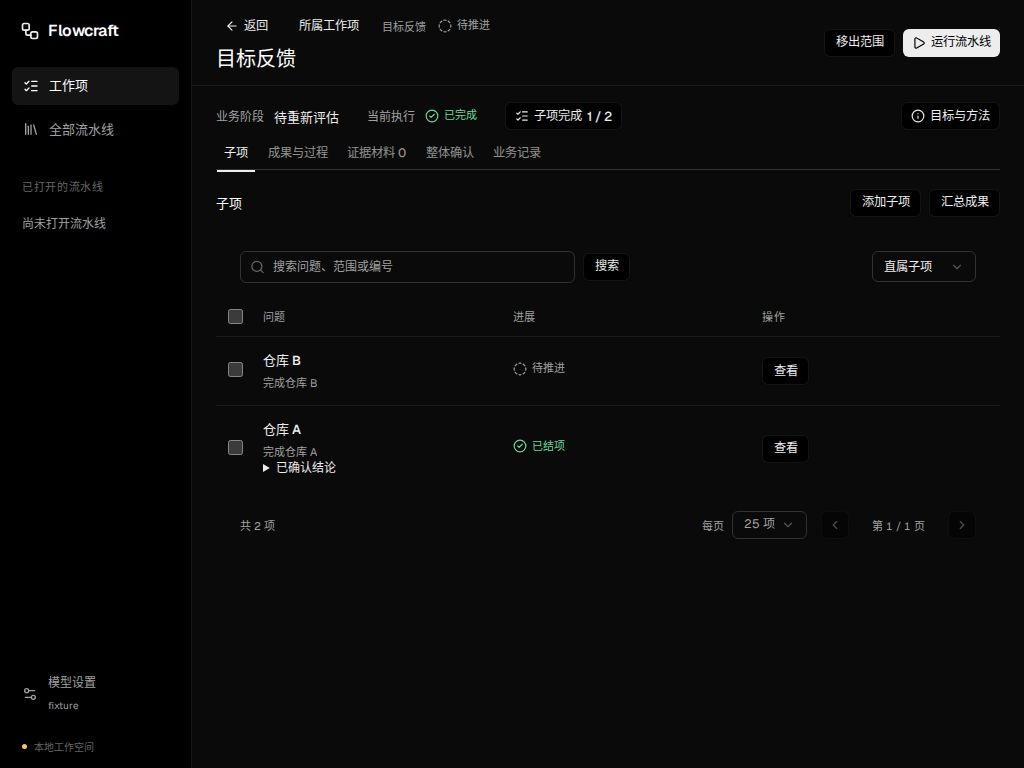 Flowcraft
工作项
全部流水线
已打开的流水线
尚未打开流水线
模型设置
fixture
本地工作空间
返回 所属工作项 目标反馈 待推进
目标反馈
移出范围 运行流水线
业务阶段 待重新评估 当前执行 已完成 子项完成 1 / 2 目标与方法
子项 成果与过程 证据材料 0 整体确认 业务记录
子项 添加子项 汇总成果
搜索问题、范围或编号 搜索 直属子项
问题 进展 操作
仓库 B
完成仓库 B
待推进 查看
仓库 A
完成仓库 A
已确认结论
已结项 查看
共 2 项 每页 25 项 第 1 / 1 页